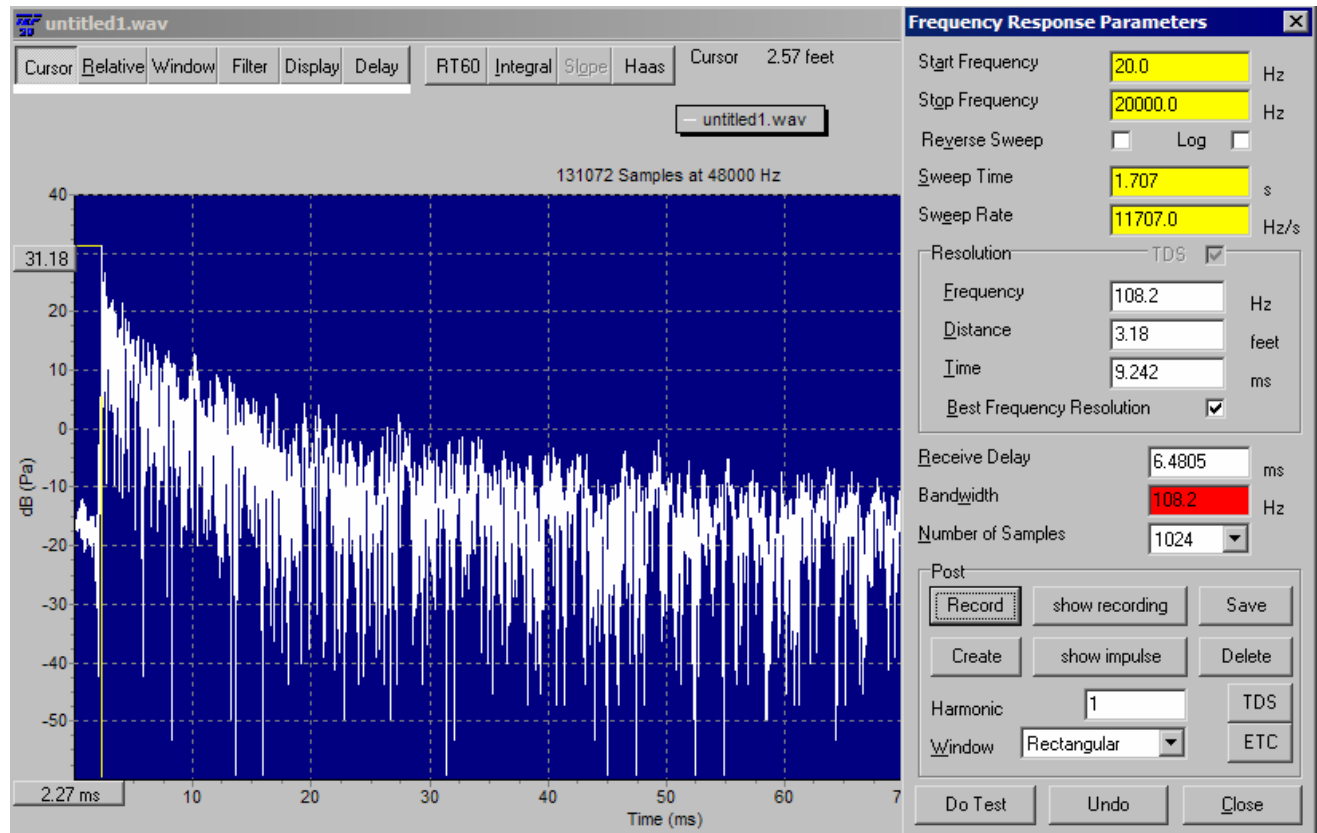 untitled1.wav
Cursor Relative Window Filter Display Delay RT60 Integral Slope Haas Cursor 2.57 feet
untitled1.wav
131072 Samples at 48000 Hz
40
31.18
20
10
0
-10
-20
-30
-40
-50
dB (Pa)
2.27 ms 10 20 30 40 50 60 7
Time (ms)
Frequency Response Parameters
Start Frequency 20.0 Hz
Stop Frequency 20000.0 Hz
Reverse Sweep Log
Sweep Time 1.707 s
Sweep Rate 11707.0 Hz/s
Resolution TDS
Frequency 108.2 Hz
Distance 3.18 feet
Time 9.242 ms
Best Frequency Resolution
Receive Delay 6.4805 ms
Bandwidth 108.2 Hz
Number of Samples 1024
Post
Record show recording Save
Create show impulse Delete
Harmonic 1 TDS
Window Rectangular ETC
Do Test Undo Close